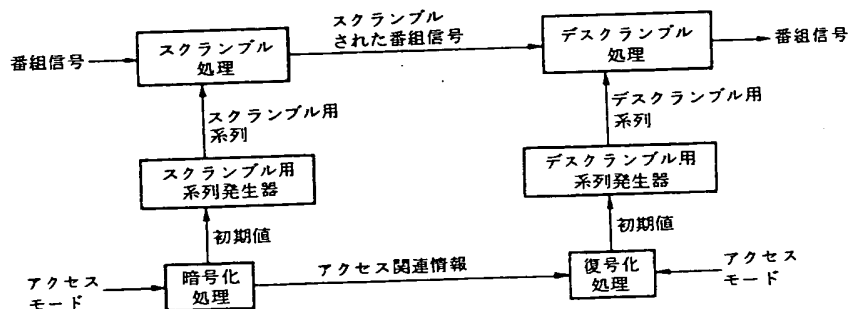 スクランブル
された番組信号
番組信号
スクランブル
処理
デスクランブル
処理
番組信号
スクランブル用
系列
デスクランブル用
系列
スクランブル用
系列発生器
デスクランブル用
系列発生器
初期値
初期値
アクセス
モード
暗号化
処理
アクセス関連情報
復号化
処理
アクセス
モード